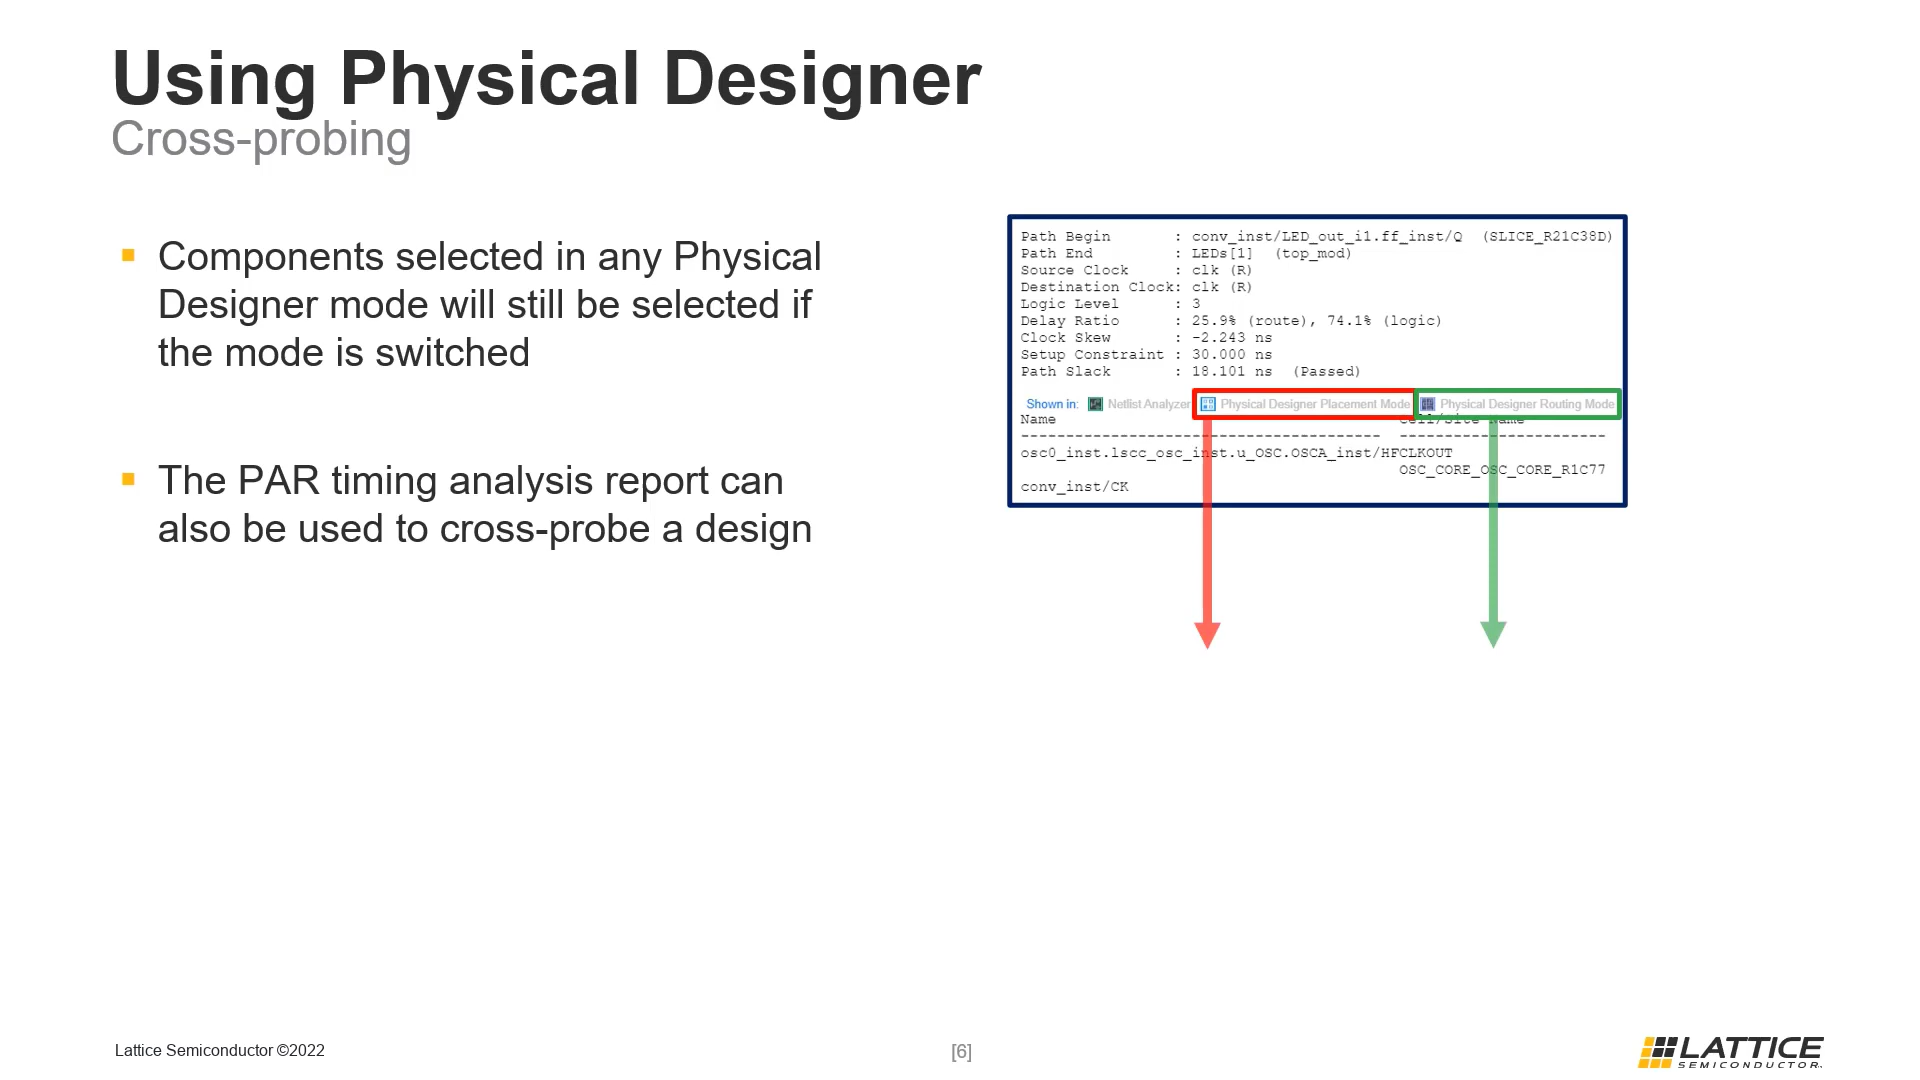 Using Physical Designer
Cross-probing
Components selected in any Physical
Designer mode will still be selected if
the mode is switched
The PAR timing analysis report can
also be used to cross-probe a design
Path Begin : conv_inst/LED_out_i1.ff_inst/Q (SLICE_R21C38D)
Path End : LEDs[1] (top_mod)
Source Clock : clk (R)
Destination Clock: clk (R)
Logic Level : 3
Delay Ratio : 25.9% (route), 74.1% (logic)
Clock Skew : -2.243 ns
Setup Constraint : 30.000 ns
Path Slack : 18.101 ns (Passed)
Shown in: Netlist Analyzer Physical Designer Placement Mode Physical Designer Routing Mode
Name Cell/Site Name
---------------------------------------- -----------------------
osc0_inst.lscc_osc_inst.u_OSC.OSCA_inst/HFCLKOUT
OSC_CORE_OSC_CORE_R1C77
conv_inst/CK
Lattice Semiconductor ©2022
[6]
LATTICE
SEMICONDUCTOR